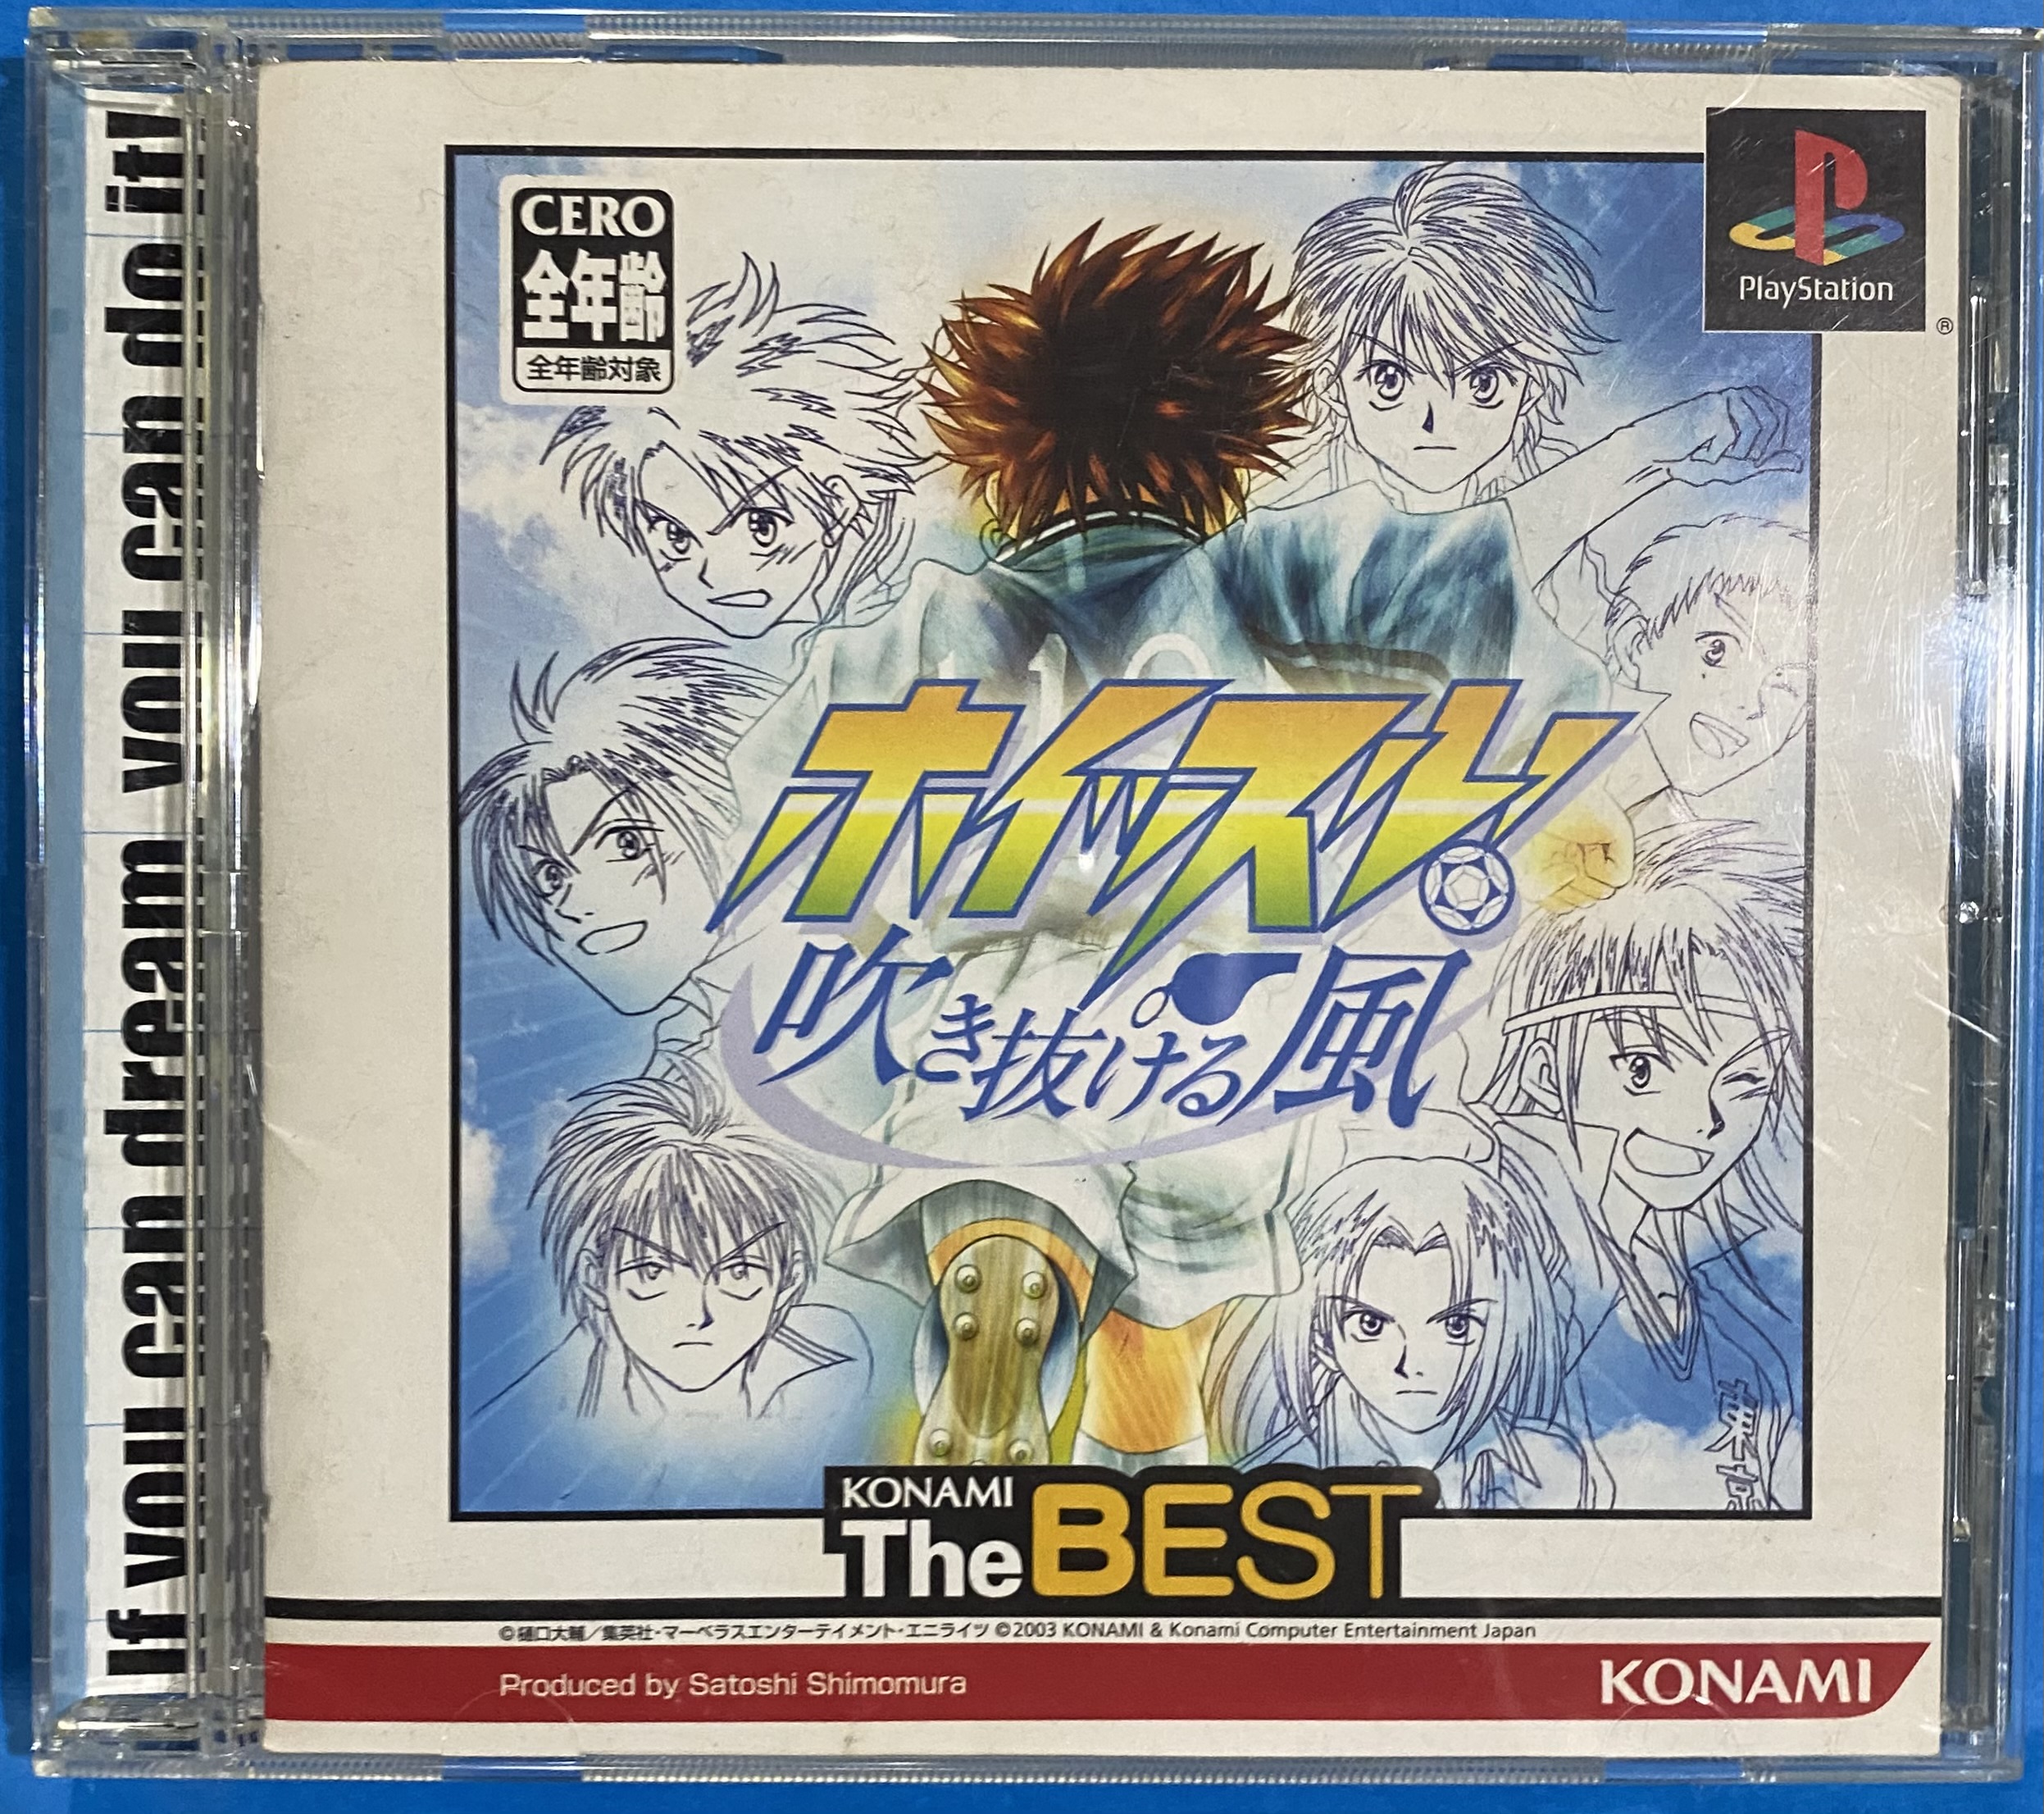 If you can dream you can do it!
CERO
全年齢
全年齢対象
PlayStation
®
10
ホイッスル!
吹き抜ける風
KONAMI
The BEST
©樋口大輔/集英社・マーベラスエンターテイメント・エニライツ ©2003 KONAMI & Konami Computer Entertainment Japan
Produced by Satoshi Shimomura
KONAMI